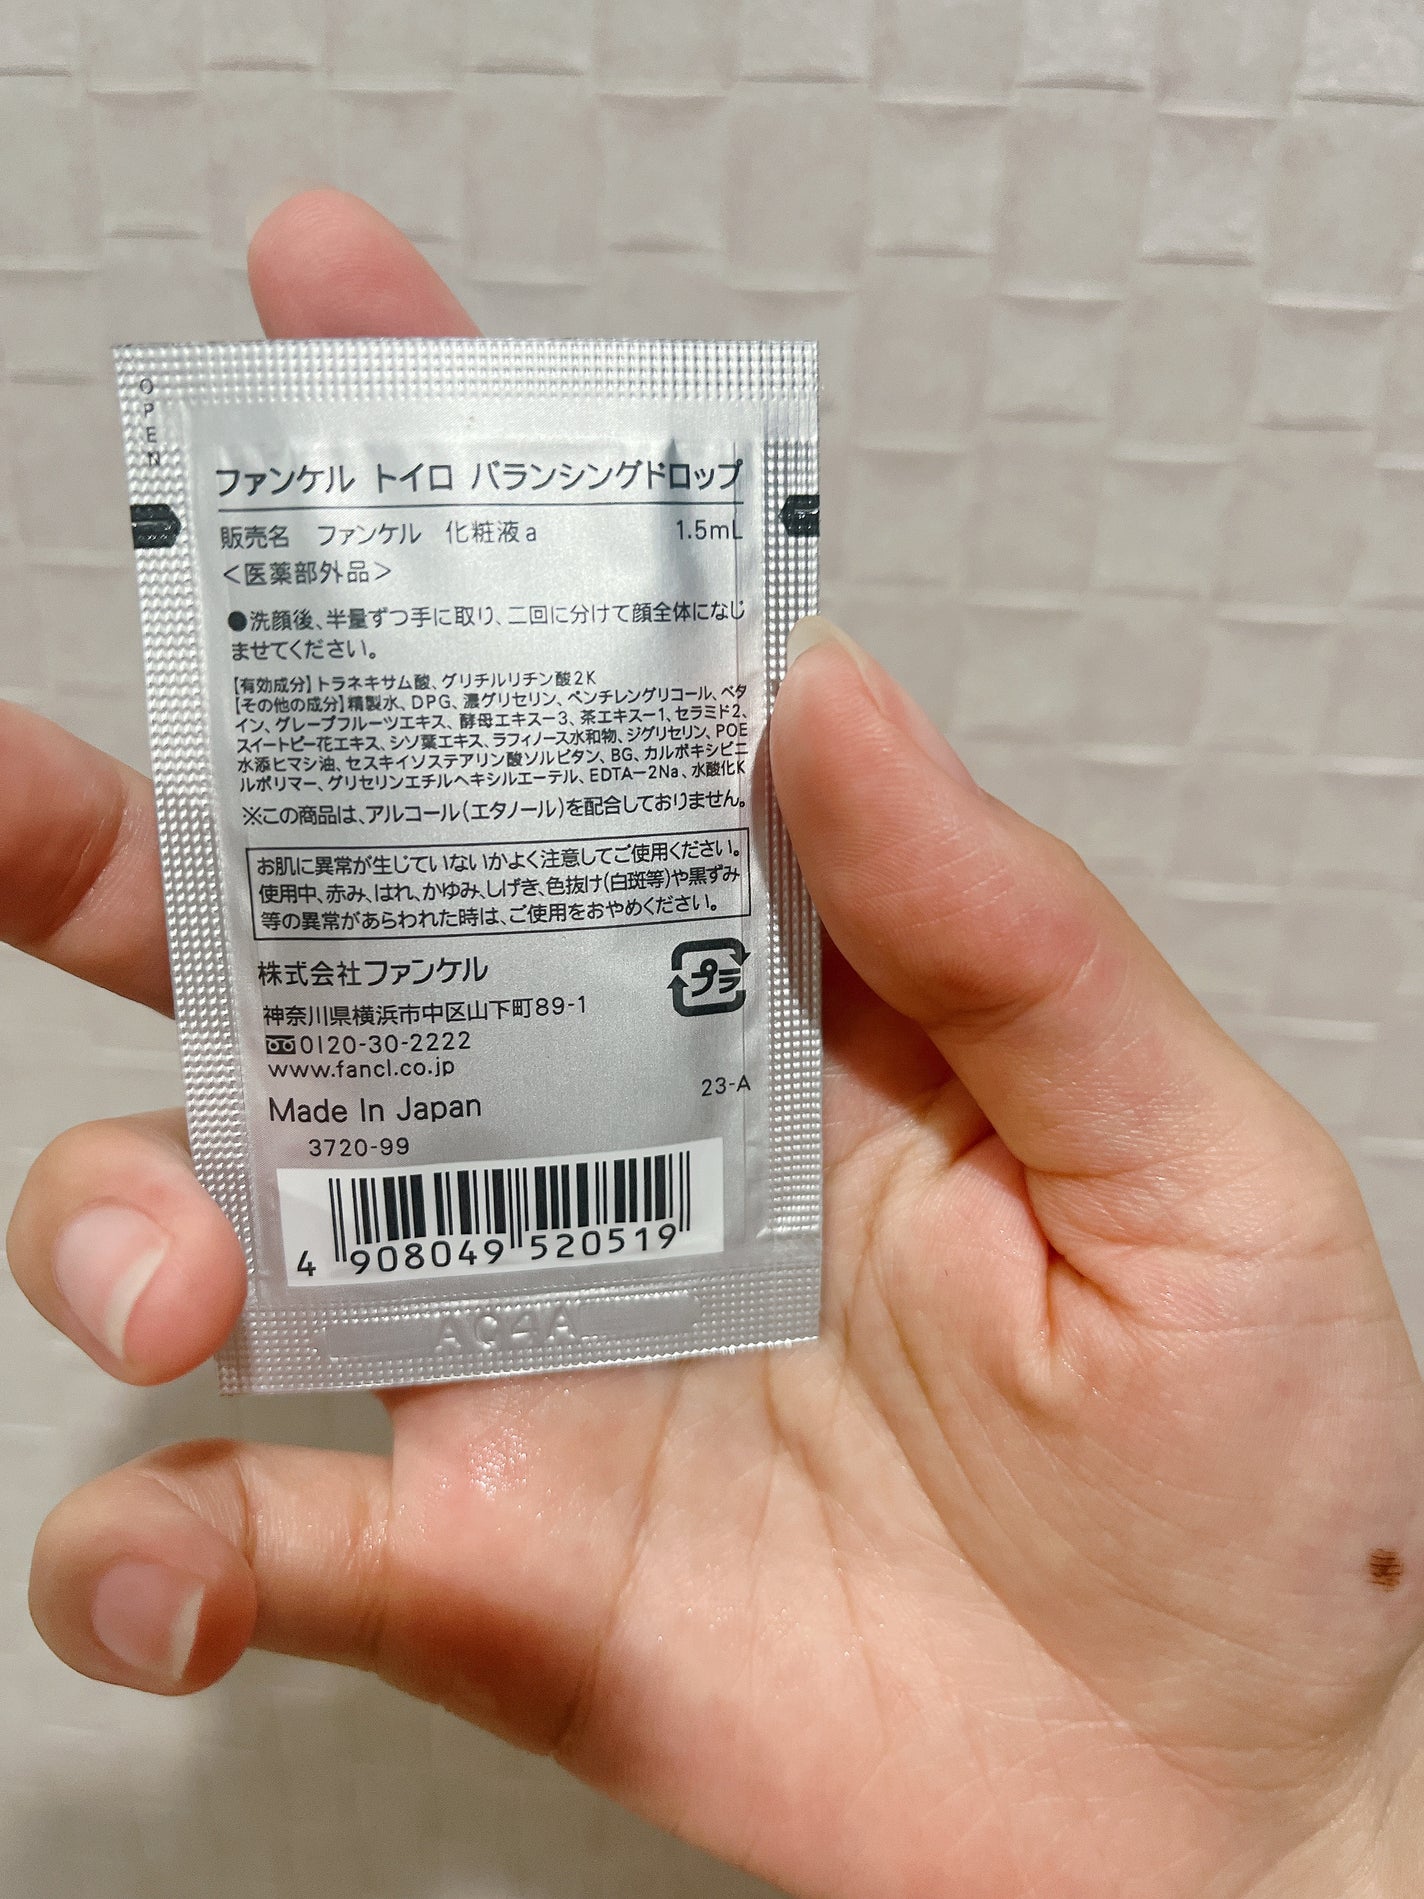 OPEN
ファンケル トイロ バランシングドロップ
販売名 ファンケル 化粧液a 1.5mL
＜医薬部外品＞
●洗顔後、半量ずつ手に取り、二回に分けて顔全体になじ
ませてください。
【有効成分】トラネキサム酸、グリチルリチン酸2K
【その他の成分】精製水、DPG、濃グリセリン、ペンチレングリコール、ベタ
イン、グレープフルーツエキス、酵母エキス－3、茶エキス－1、セラミド2、
スイートピー花エキス、シソ葉エキス、ラフィノース水和物、ジグリセリン、POE
水添ヒマシ油、セスキイソステアリン酸ソルビタン、BG、カルボキシビニ
ルポリマー、グリセリンエチルヘキシルエーテル、EDTA－2Na、水酸化K
※この商品は、アルコール（エタノール）を配合しておりません。
お肌に異常が生じていないかよく注意してご使用ください。
使用中、赤み、はれ、かゆみ、しげき、色抜け（白斑等）や黒ずみ
等の異常があらわれた時は、ご使用をおやめください。
株式会社ファンケル
プラ
神奈川県横浜市中区山下町89-1
0120-30-2222
www.fancl.co.jp
23-A
Made In Japan
3720-99
4 908049 520519